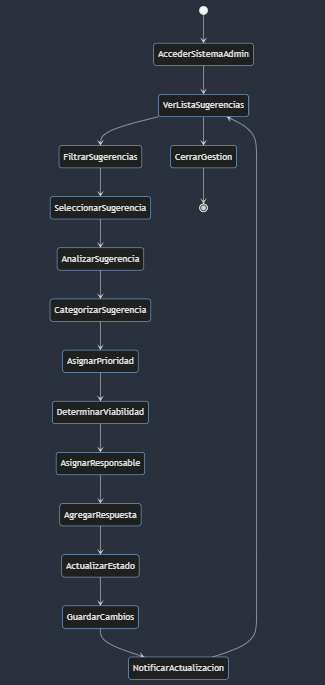 AccederSistemaAdmin
VerListaSugerencias
FiltrarSugerencias
CerrarGestion
SeleccionarSugerencia
AnalizarSugerencia
CategorizarSugerencia
AsignarPrioridad
DeterminarViabilidad
AsignarResponsable
AgregarRespuesta
ActualizarEstado
GuardarCambios
NotificarActualizacion